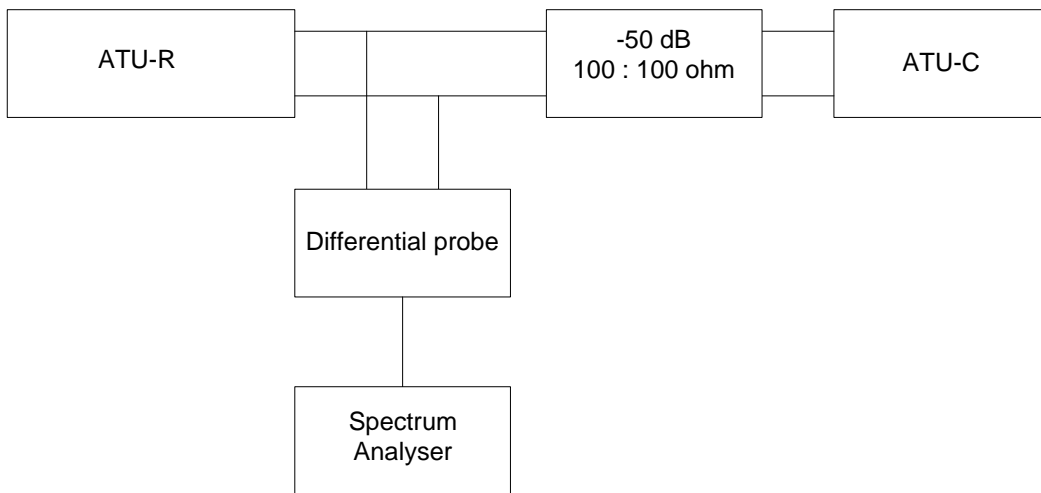 ATU-R
-50 dB
100 : 100 ohm
ATU-C
Differential probe
Spectrum
Analyser